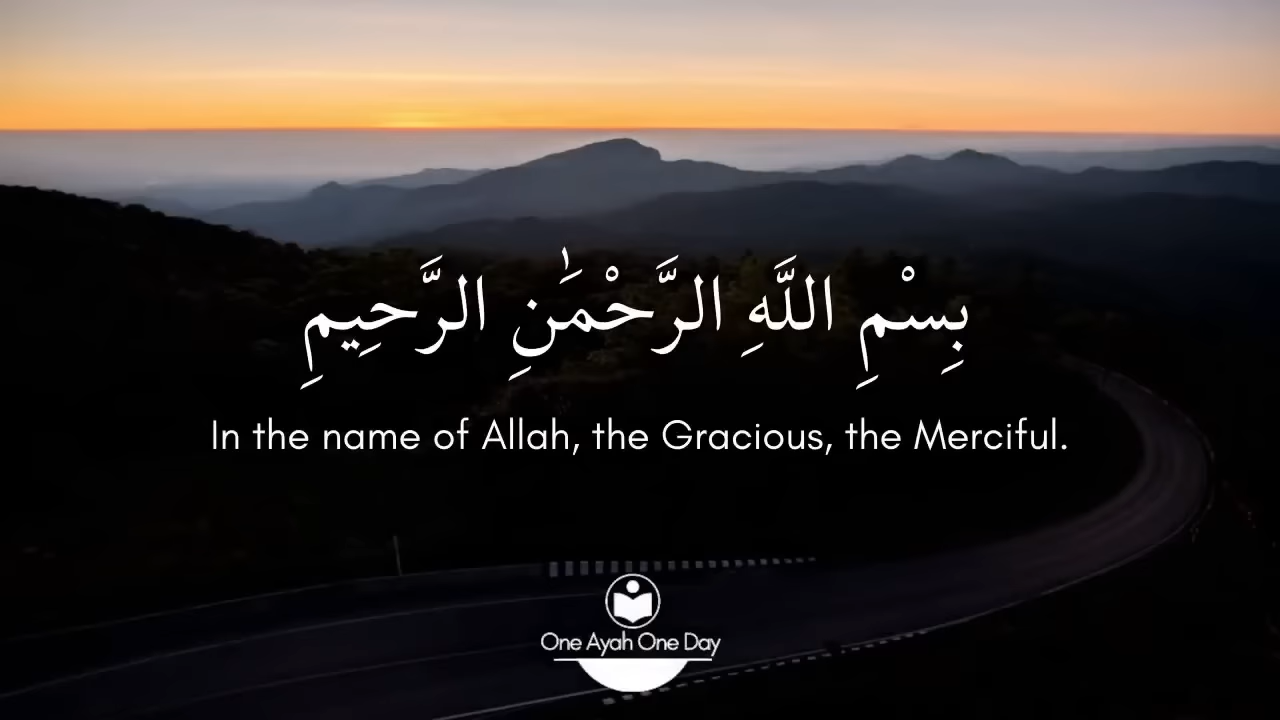 بِسْمِ اللَّهِ الرَّحْمَٰنِ الرَّحِيمِ
In the name of Allah, the Gracious, the Merciful.
One Ayah One Day